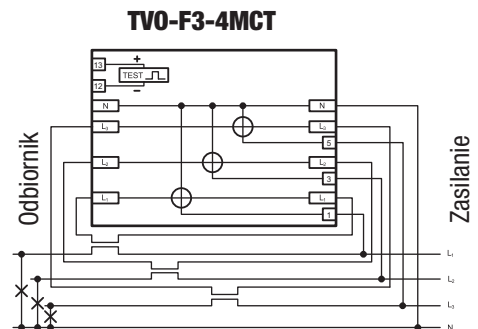 TVO-F3-4MCT
13 +
TEST
12 −
N N
L₃ L₃
5
L₂ L₂
3
L₁ L₁
1
Odbiornik
Zasilanie
L₁
L₂
L₃
N